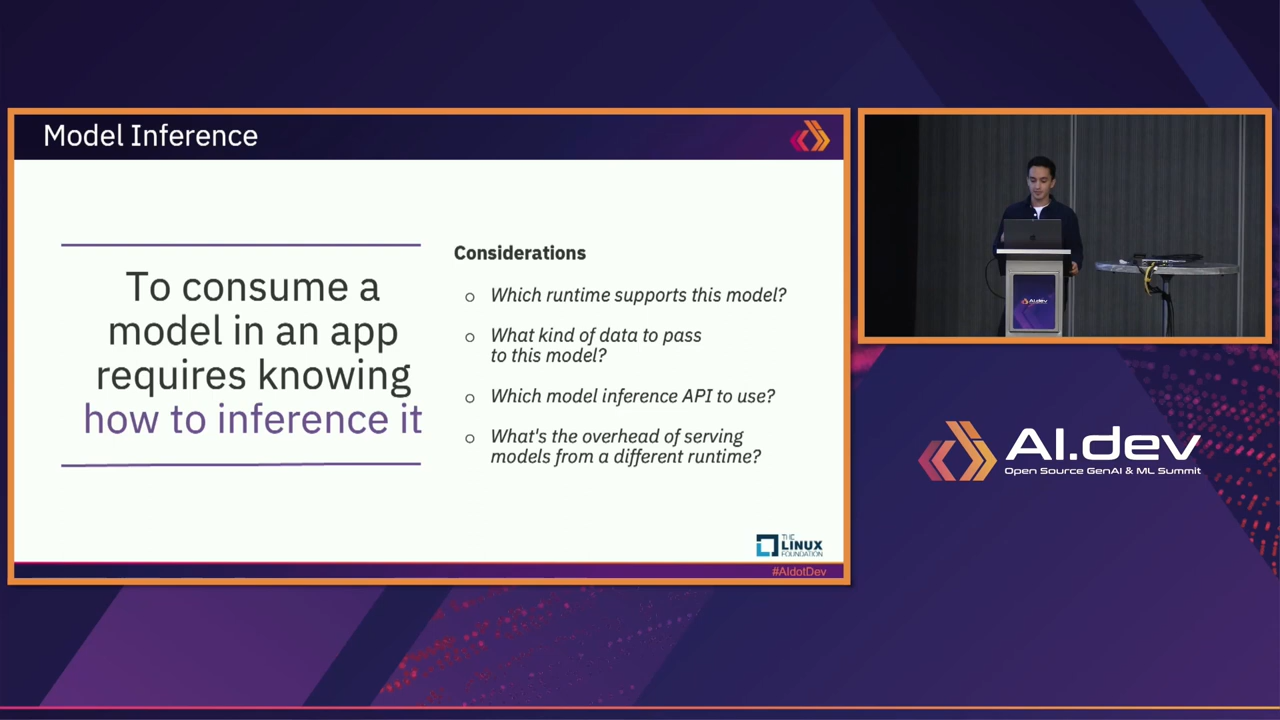 Model Inference
To consume a
model in an app
requires knowing
how to inference it
Considerations
o Which runtime supports this model?
o What kind of data to pass
to this model?
o Which model inference API to use?
o What's the overhead of serving
models from a different runtime?
THE
LINUX
FOUNDATION
#AIdotDev
AI.dev
AI.dev
Open Source GenAI & ML Summit